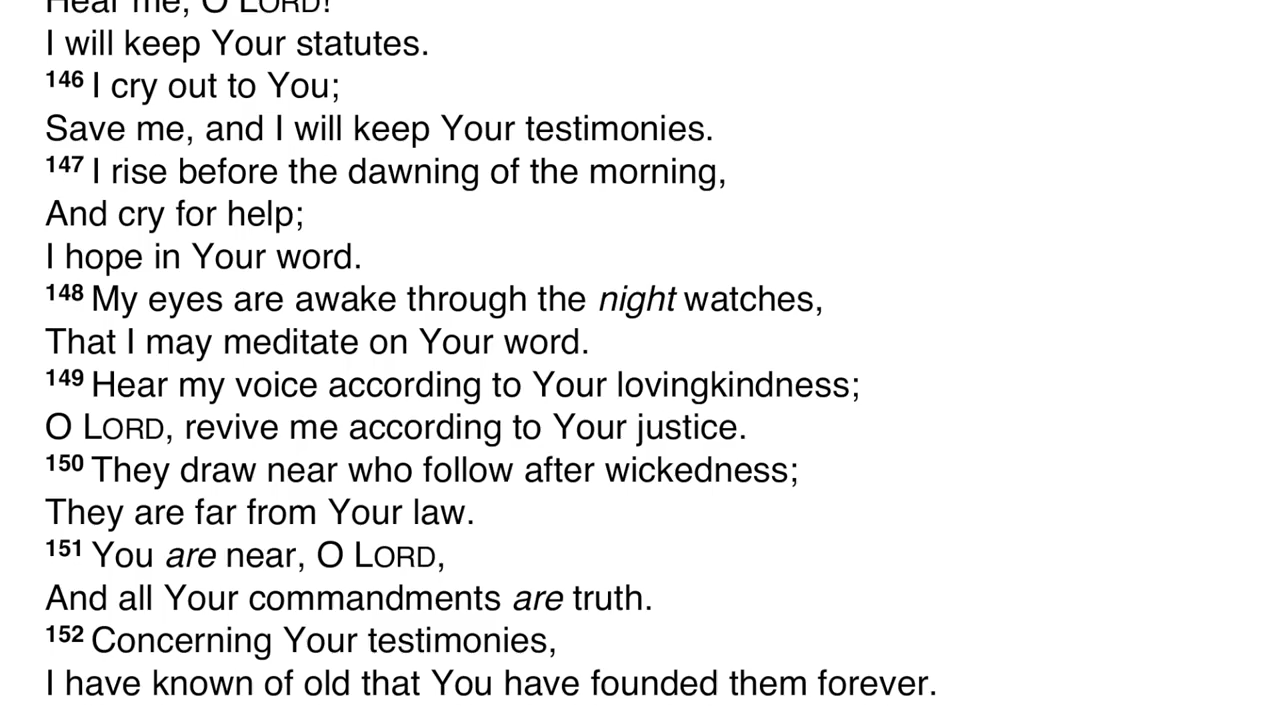 Hear me, O LORD!
I will keep Your statutes.
146 I cry out to You;
Save me, and I will keep Your testimonies.
147 I rise before the dawning of the morning,
And cry for help;
I hope in Your word.
148 My eyes are awake through the night watches,
That I may meditate on Your word.
149 Hear my voice according to Your lovingkindness;
O LORD, revive me according to Your justice.
150 They draw near who follow after wickedness;
They are far from Your law.
151 You are near, O LORD,
And all Your commandments are truth.
152 Concerning Your testimonies,
I have known of old that You have founded them forever.